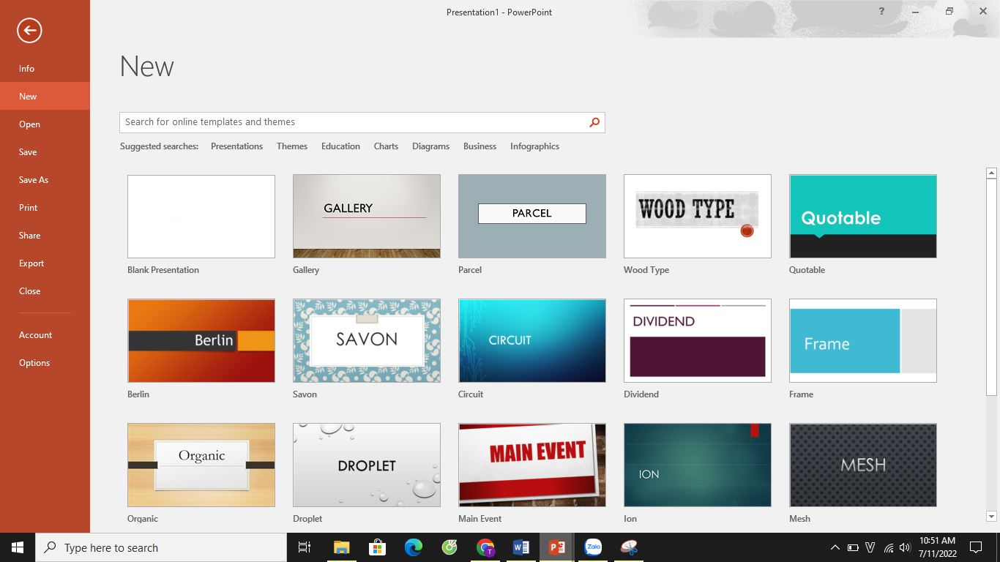 Presentation1 - PowerPoint
?
Info
New
Open
Save
Save As
Print
Share
Export
Close
Account
Options
New
Search for online templates and themes
Suggested searches: Presentations Themes Education Charts Diagrams Business Infographics
GALLERY
PARCEL
WOOD TYPE
Quotable
Blank Presentation Gallery Parcel Wood Type Quotable
Berlin
SAVON
CIRCUIT
DIVIDEND
Frame
Berlin Savon Circuit Dividend Frame
Organic
DROPLET
MAIN EVENT
ION
MESH
Organic Droplet Main Event Ion Mesh
Type here to search
T
W
P
Zalo
V
10:51 AM
7/11/2022